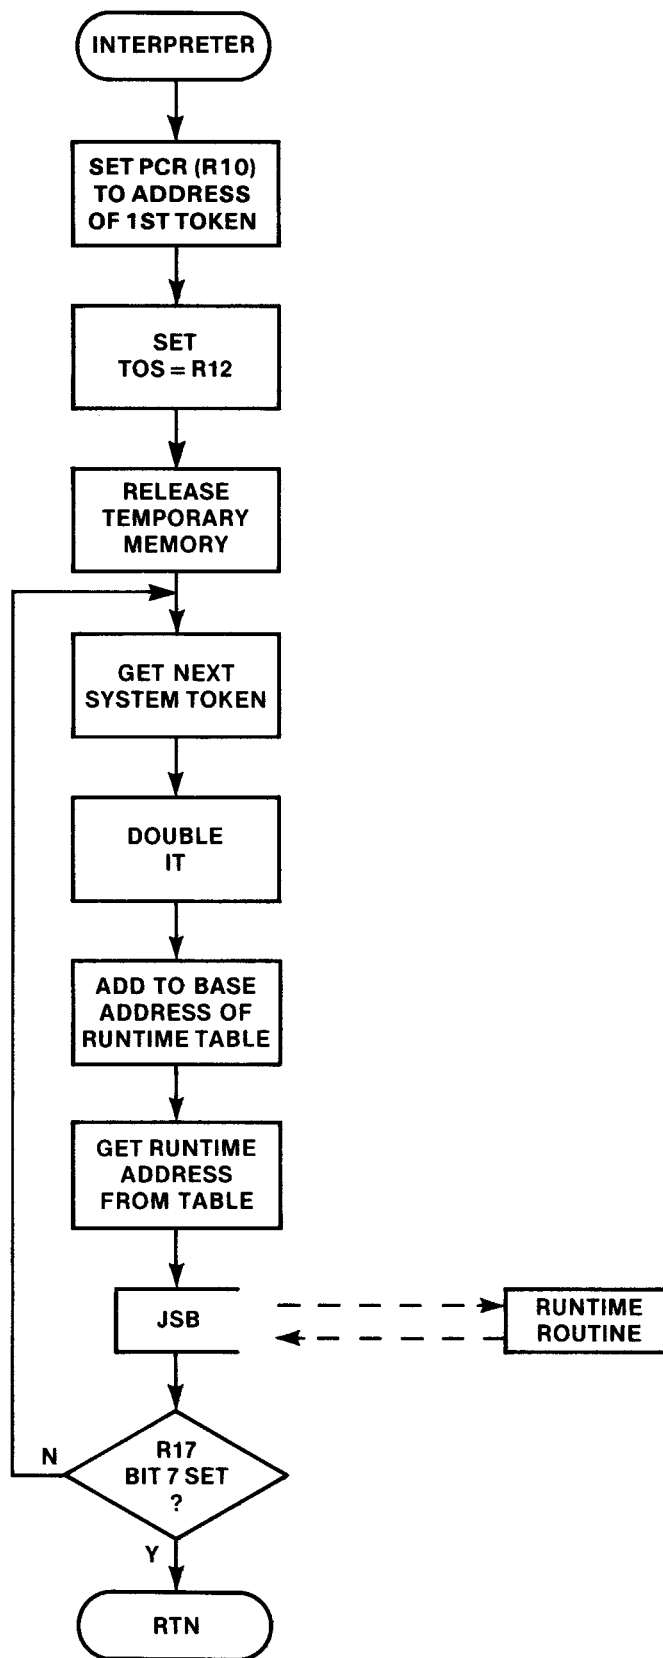 INTERPRETER
SET PCR (R10)
TO ADDRESS
OF 1ST TOKEN
SET
TOS = R12
RELEASE
TEMPORARY
MEMORY
GET NEXT
SYSTEM TOKEN
DOUBLE
IT
ADD TO BASE
ADDRESS OF
RUNTIME TABLE
GET RUNTIME
ADDRESS
FROM TABLE
JSB
RUNTIME
ROUTINE
N
R17
BIT 7 SET
?
Y
RTN